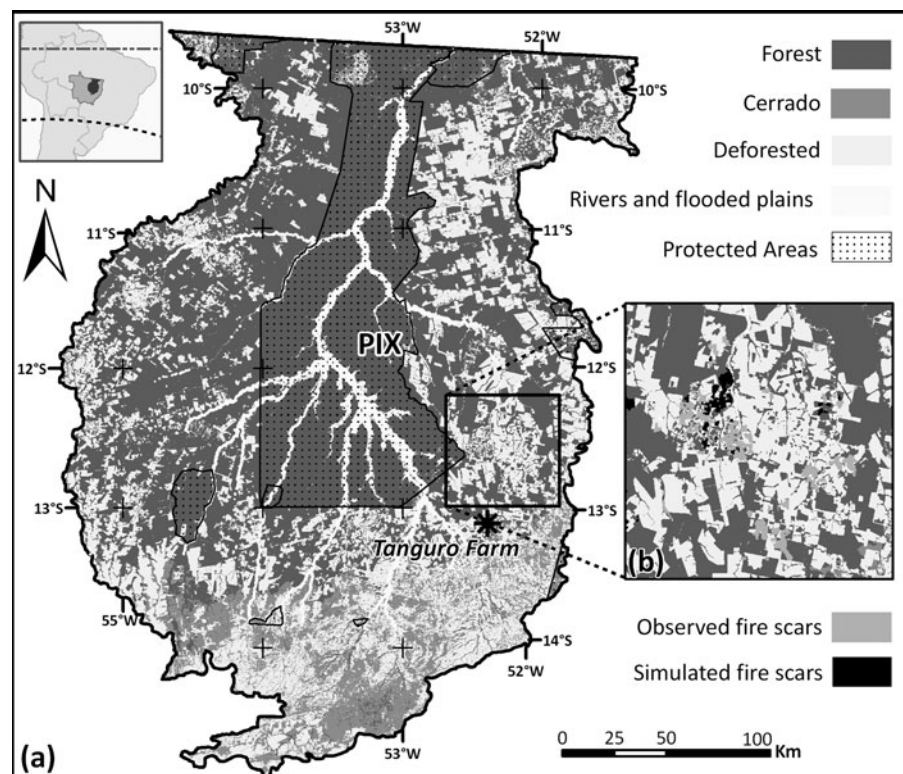 53°W
52°W
10°S
10°S
Forest
Cerrado
Deforested
Rivers and flooded plains
Protected Areas
N
11°S
11°S
12°S
12°S
PIX
13°S
13°S
Tanguro Farm
(b)
55°W
14°S
52°W
Observed fire scars
Simulated fire scars
53°W
(a)
0 25 50 75 100
Km